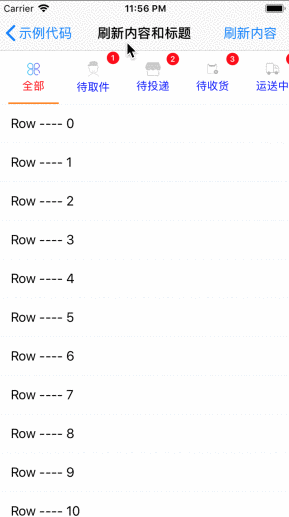 Carrier 11:56 PM
示例代码 刷新内容和标题 刷新内容
1 2 3
全部 待取件 待投递 待收货 运送中
Row ---- 0
Row ---- 1
Row ---- 2
Row ---- 3
Row ---- 4
Row ---- 5
Row ---- 6
Row ---- 7
Row ---- 8
Row ---- 9
Row ---- 10